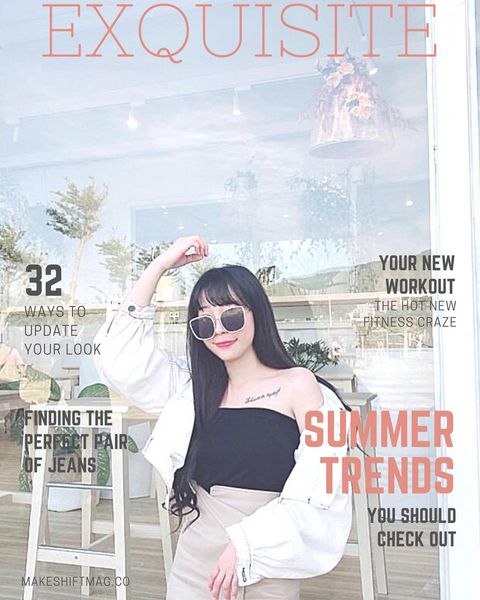 EXQUISITE
32
WAYS TO
UPDATE
YOUR LOOK
YOUR NEW
WORKOUT
THE HOT NEW
FITNESS CRAZE
FINDING THE
PERFECT PAIR
OF JEANS
SUMMER
TRENDS
YOU SHOULD
CHECK OUT
MAKESHIFTMAG.CO